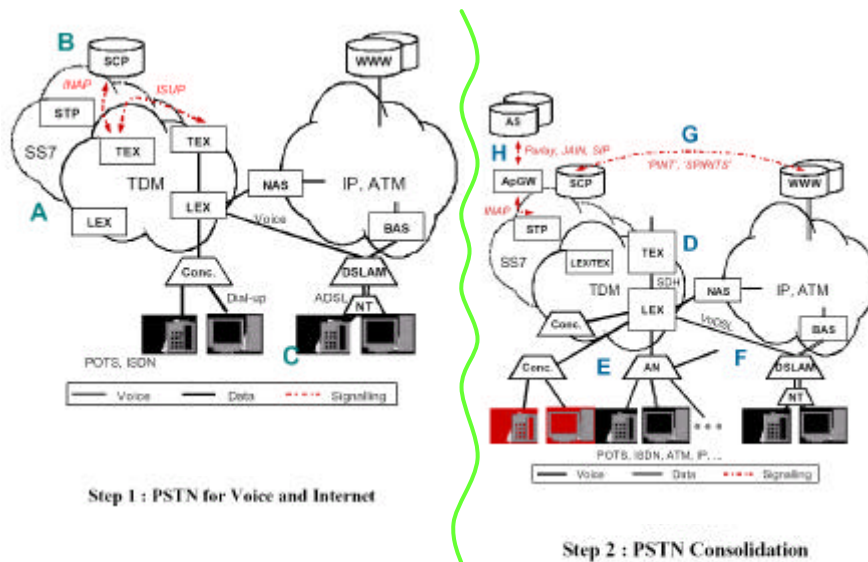 B
SCP
WWW
INAP
ISUP
STP
TEX
TEX
SS7
TDM
NAS
IP, ATM
A
LEX
LEX
Voice
BAS
Conc.
DSLAM
Dial-up
ADSL
NT
C
POTS, ISDN
Voice
Data
Signalling
Step 1 : PSTN for Voice and Internet
AS
G
H
Parlay, JAIN, SIP
'PINT', 'SPIRITS'
ApGW
SCP
WWW
INAP
STP
D
TEX
SS7
LEX/TEX
SDH
NAS
TDM
LEX
IP, ATM
Conc.
VoDSL
BAS
Conc.
E
AN
F
DSLAM
NT
POTS, ISDN, ATM, IP, ...
Voice
Data
Signalling
Step 2 : PSTN Consolidation